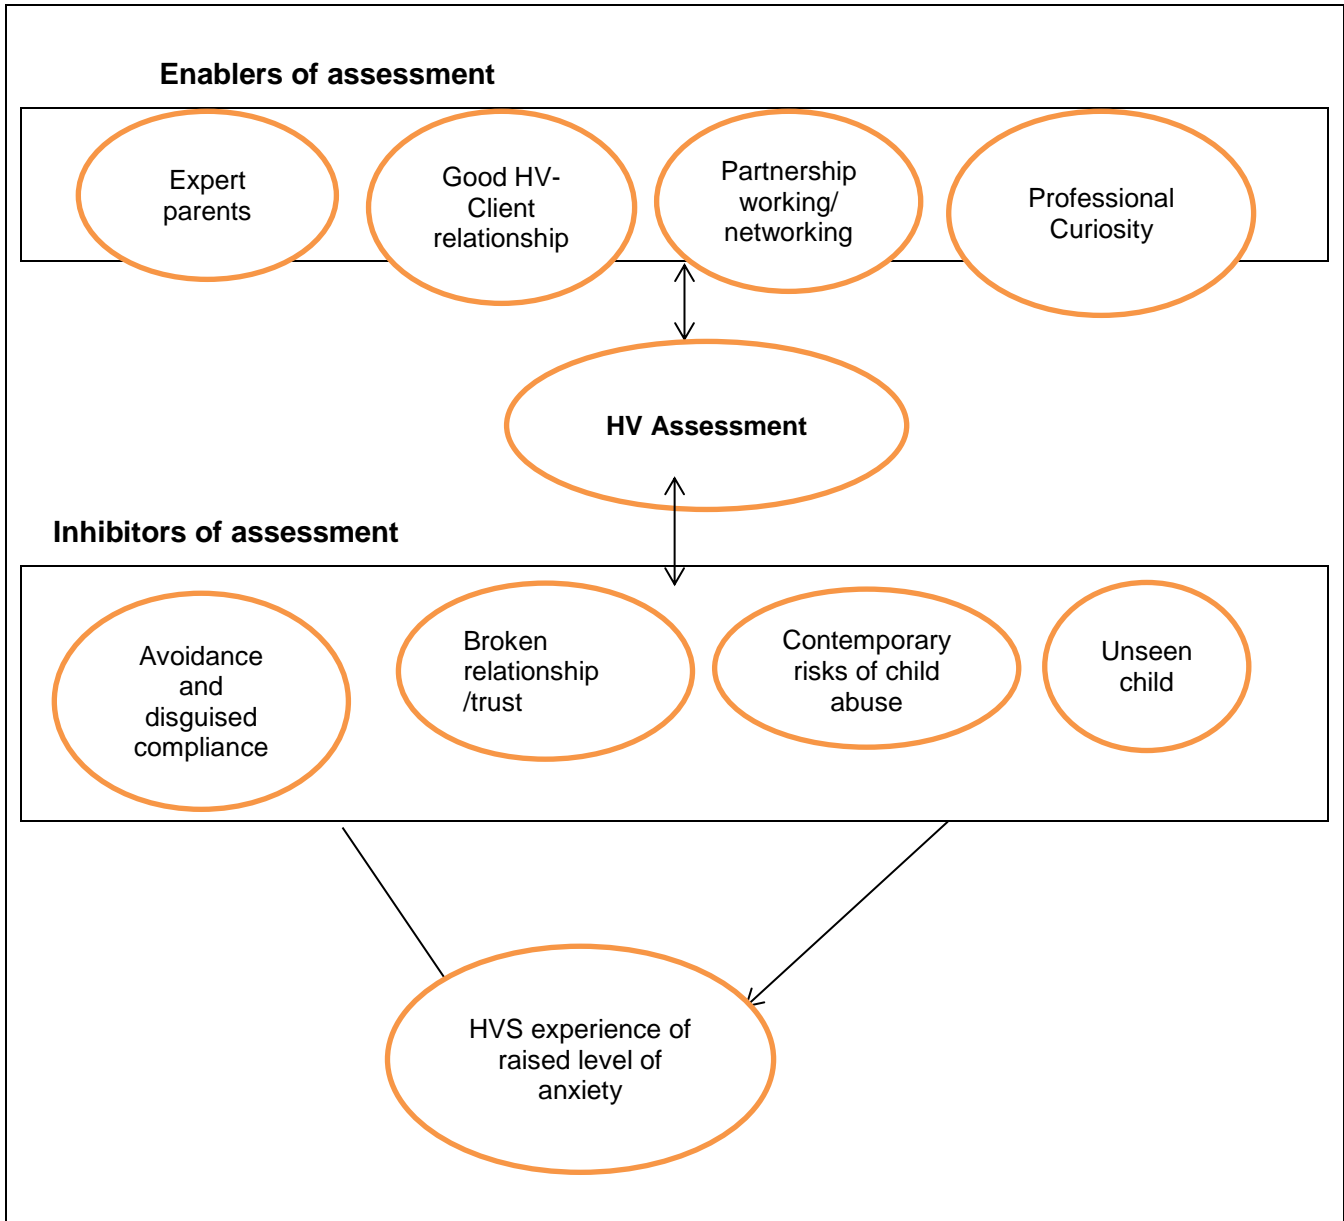 Enablers of assessment
Expert
parents
Good HV-
Client
relationship
Partnership
working/
networking
Professional
Curiosity
HV Assessment
Inhibitors of assessment
Avoidance
and
disguised
compliance
Broken
relationship
/trust
Contemporary
risks of child
abuse
Unseen
child
HVS experience of
raised level of
anxiety